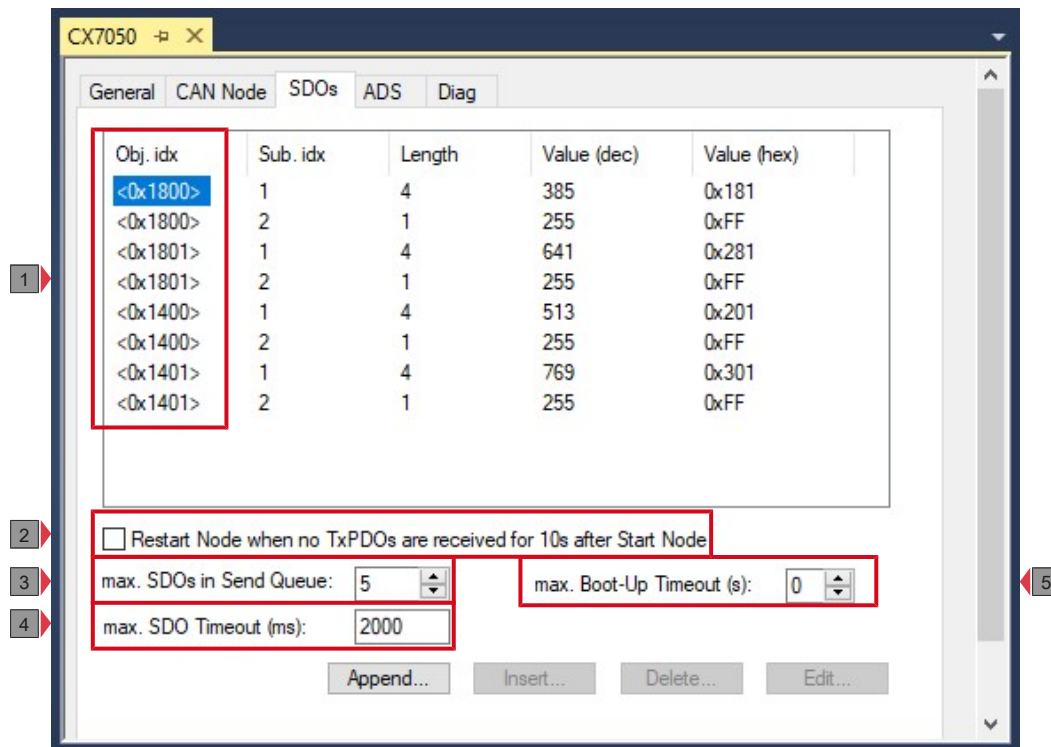 CX7050
General CAN Node SDOs ADS Diag
Obj. idx Sub. idx Length Value (dec) Value (hex)
<0x1800> 1 4 385 0x181
<0x1800> 2 1 255 0xFF
<0x1801> 1 4 641 0x281
1
<0x1801> 2 1 255 0xFF
<0x1400> 1 4 513 0x201
<0x1400> 2 1 255 0xFF
<0x1401> 1 4 769 0x301
<0x1401> 2 1 255 0xFF
2 Restart Node when no TxPDOs are received for 10s after Start Node
3 max. SDOs in Send Queue: 5 max. Boot-Up Timeout (s): 0 5
4 max. SDO Timeout (ms): 2000
Append... Insert... Delete... Edit...